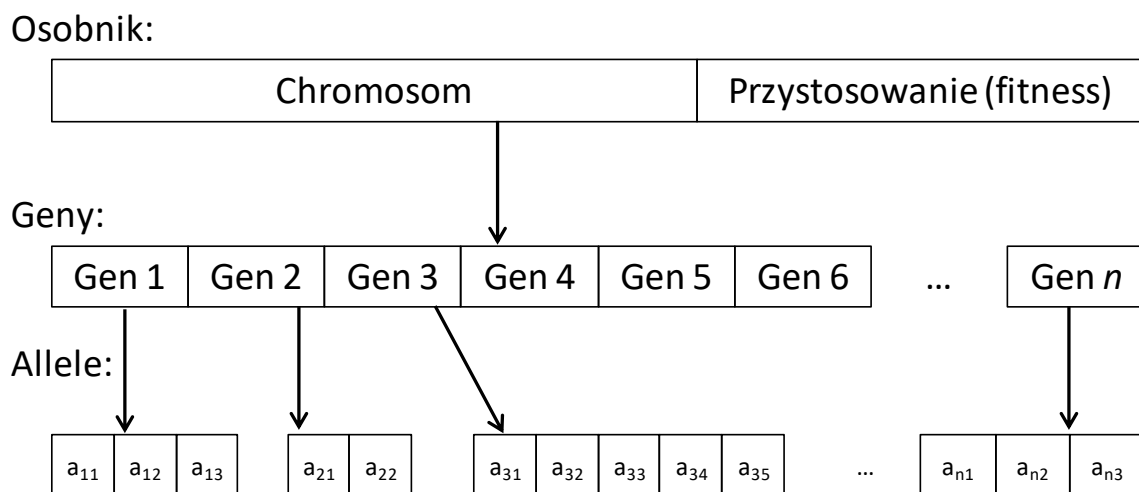 Osobnik:
Chromosom Przystosowanie (fitness)
Geny:
Gen 1 Gen 2 Gen 3 Gen 4 Gen 5 Gen 6 ... Gen n
Allele:
a11 a12 a13 a21 a22 a31 a32 a33 a34 a35 ... an1 an2 an3